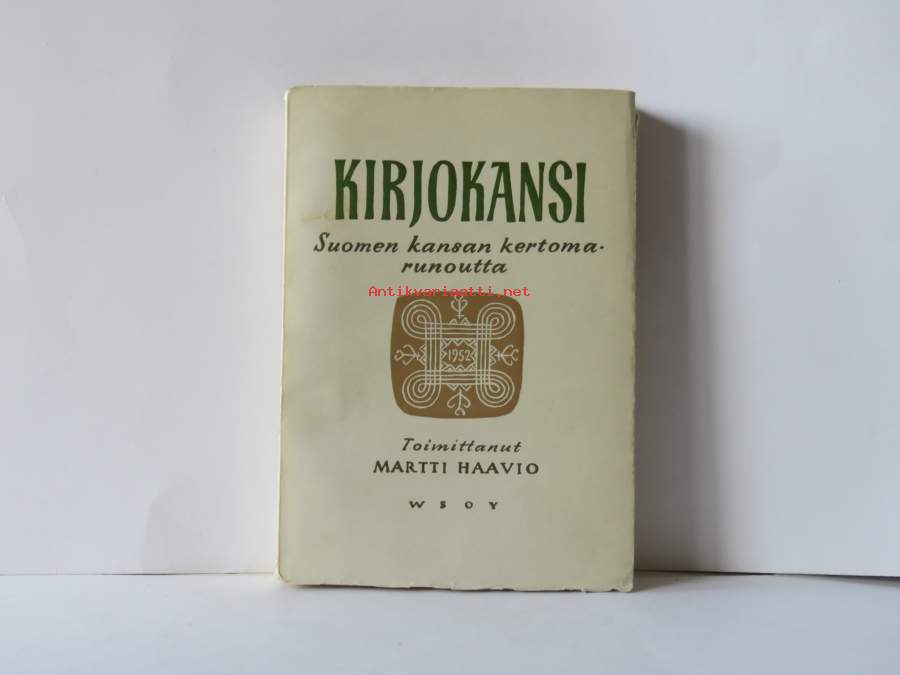 KIRJOKANSI
Suomen kansan kertoma-
runoutta
Antikvariaatti.net
1952
Toimittanut
MARTTI HAAVIO
WSOY